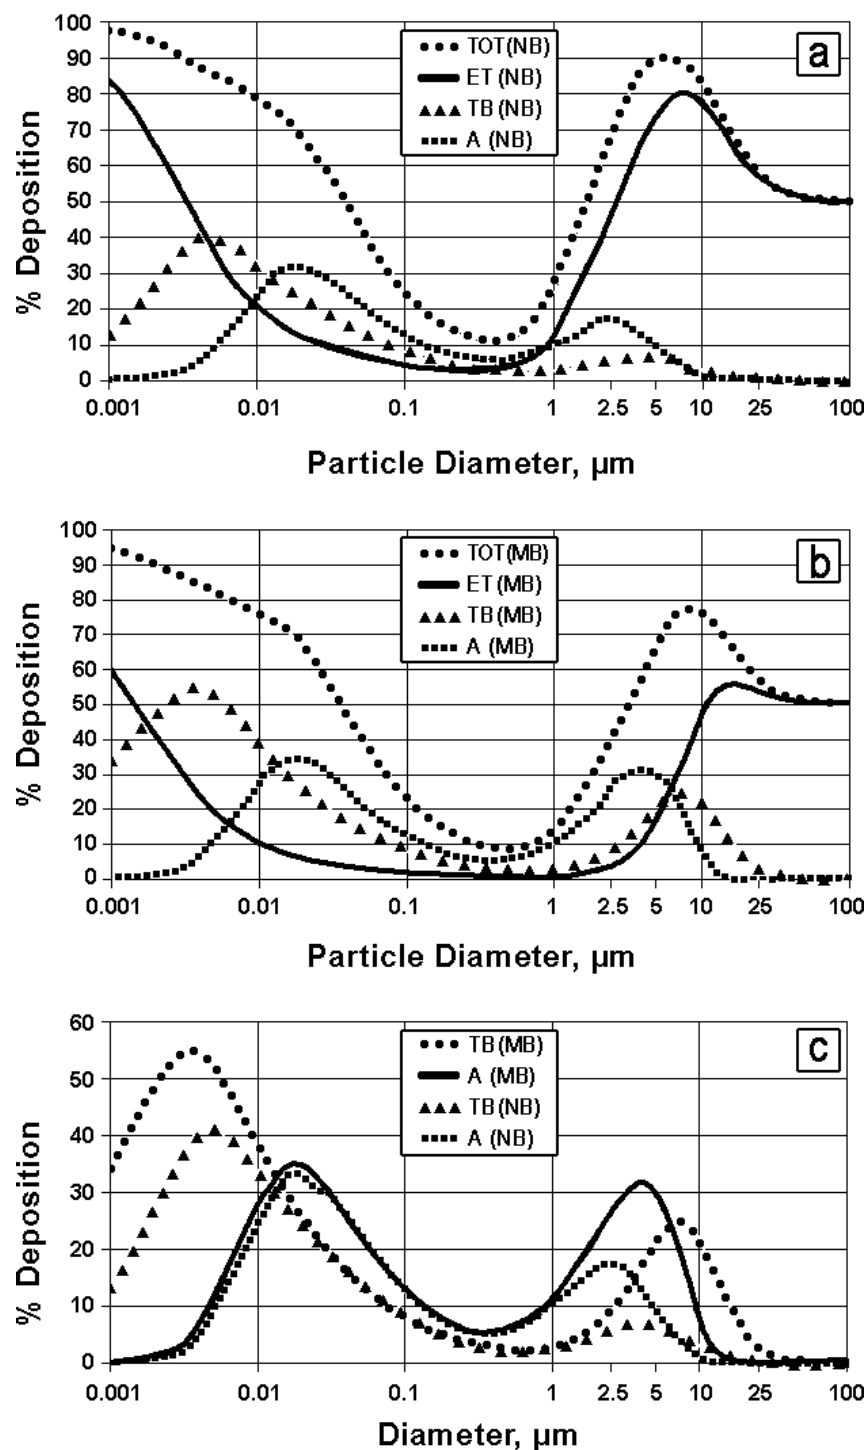 100
90
80
70
60
50
40
30
20
10
0
% Deposition
TOT(NB)
ET (NB)
TB (NB)
A (NB)
a
0.001 0.01 0.1 1 2.5 5 10 25 100
Particle Diameter, µm
100
90
80
70
60
50
40
30
20
10
0
% Deposition
TOT(MB)
ET (MB)
TB (MB)
A (MB)
b
0.001 0.01 0.1 1 2.5 5 10 25 100
Particle Diameter, µm
60
50
40
30
20
10
0
% Deposition
TB (MB)
A (MB)
TB (NB)
A (NB)
c
0.001 0.01 0.1 1 2.5 5 10 25 100
Diameter, µm